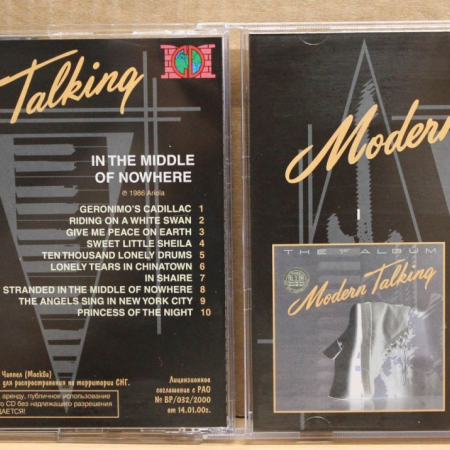 Talking
IN THE MIDDLE
OF NOWHERE
℗ 1986 Ariola
GERONIMO'S CADILLAC 1
RIDING ON A WHITE SWAN 2
GIVE ME PEACE ON EARTH 3
SWEET LITTLE SHEILA 4
TEN THOUSAND LONELY DRUMS 5
LONELY TEARS IN CHINATOWN 6
IN SHAIRE 7
STRANDED IN THE MIDDLE OF NOWHERE 8
THE ANGELS SING IN NEW YORK CITY 9
PRINCESS OF THE NIGHT 10
Чаппел (Москва)
для распространения на территории СНГ.
аренду, публичное использование
CD без надлежащего разрешения
ДАЕТСЯ!
Лицензионное
соглашение с РАО
№ ВР/032/2000
от 14.01.00г.
Modern
THE 1st ALBUM
Modern Talking